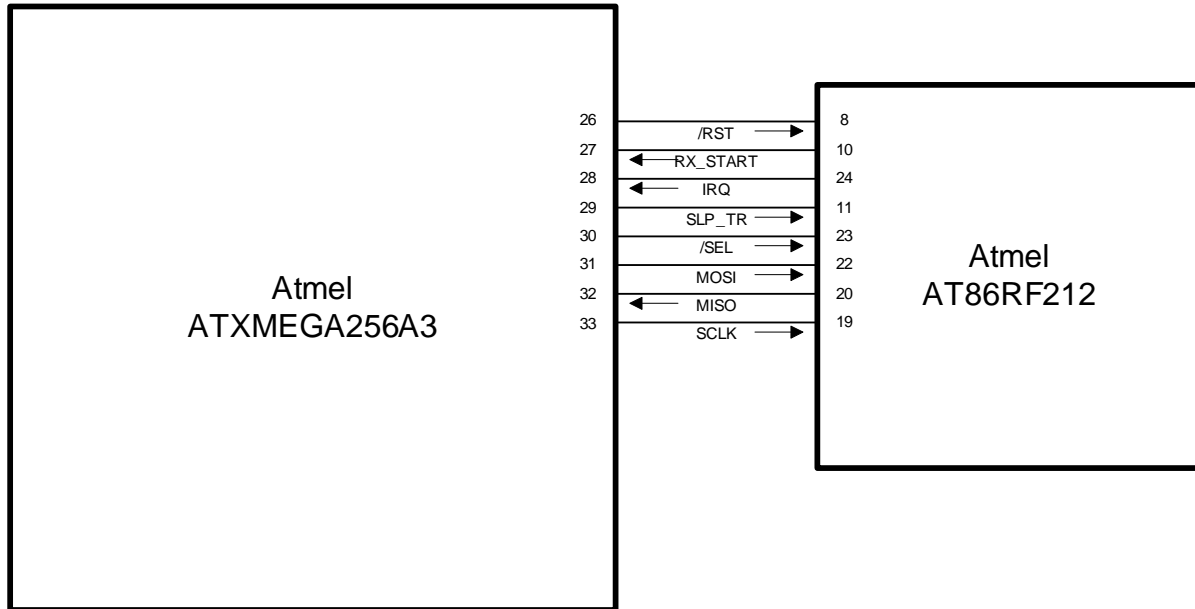 26 8
/RST
27 10
RX_START
28 24
IRQ
29 11
SLP_TR
30 23
/SEL
31 22
MOSI
32 20
MISO
33 19
SCLK
Atmel
ATXMEGA256A3
Atmel
AT86RF212